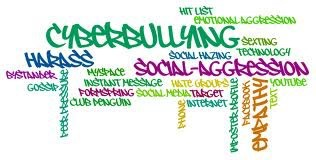 HIT LIST
EMOTIONAL AGGRESSION
CYBERBULLYING
SEXTING
HARASS
SOCIAL HAZING
TECHNOLOGY
BYSTANDER
MYSPACE
SOCIAL-AGGRESSION
GOSSIP
PEER PRESSURE
INSTANT MESSAGE
HATE GROUPS
FORMSPRING
SOCIAL MEDIA
TARGET
CLUB PENGUIN
PHONE
INTERNET
IMPOSTER PROFILE
FACEBOOK
EMPATHY
TEXT
YOUTUBE